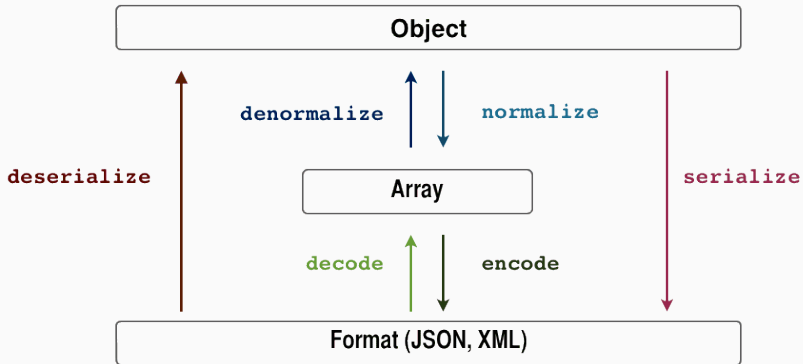 Object
denormalize
normalize
deserialize
Array
serialize
decode
encode
Format (JSON, XML)